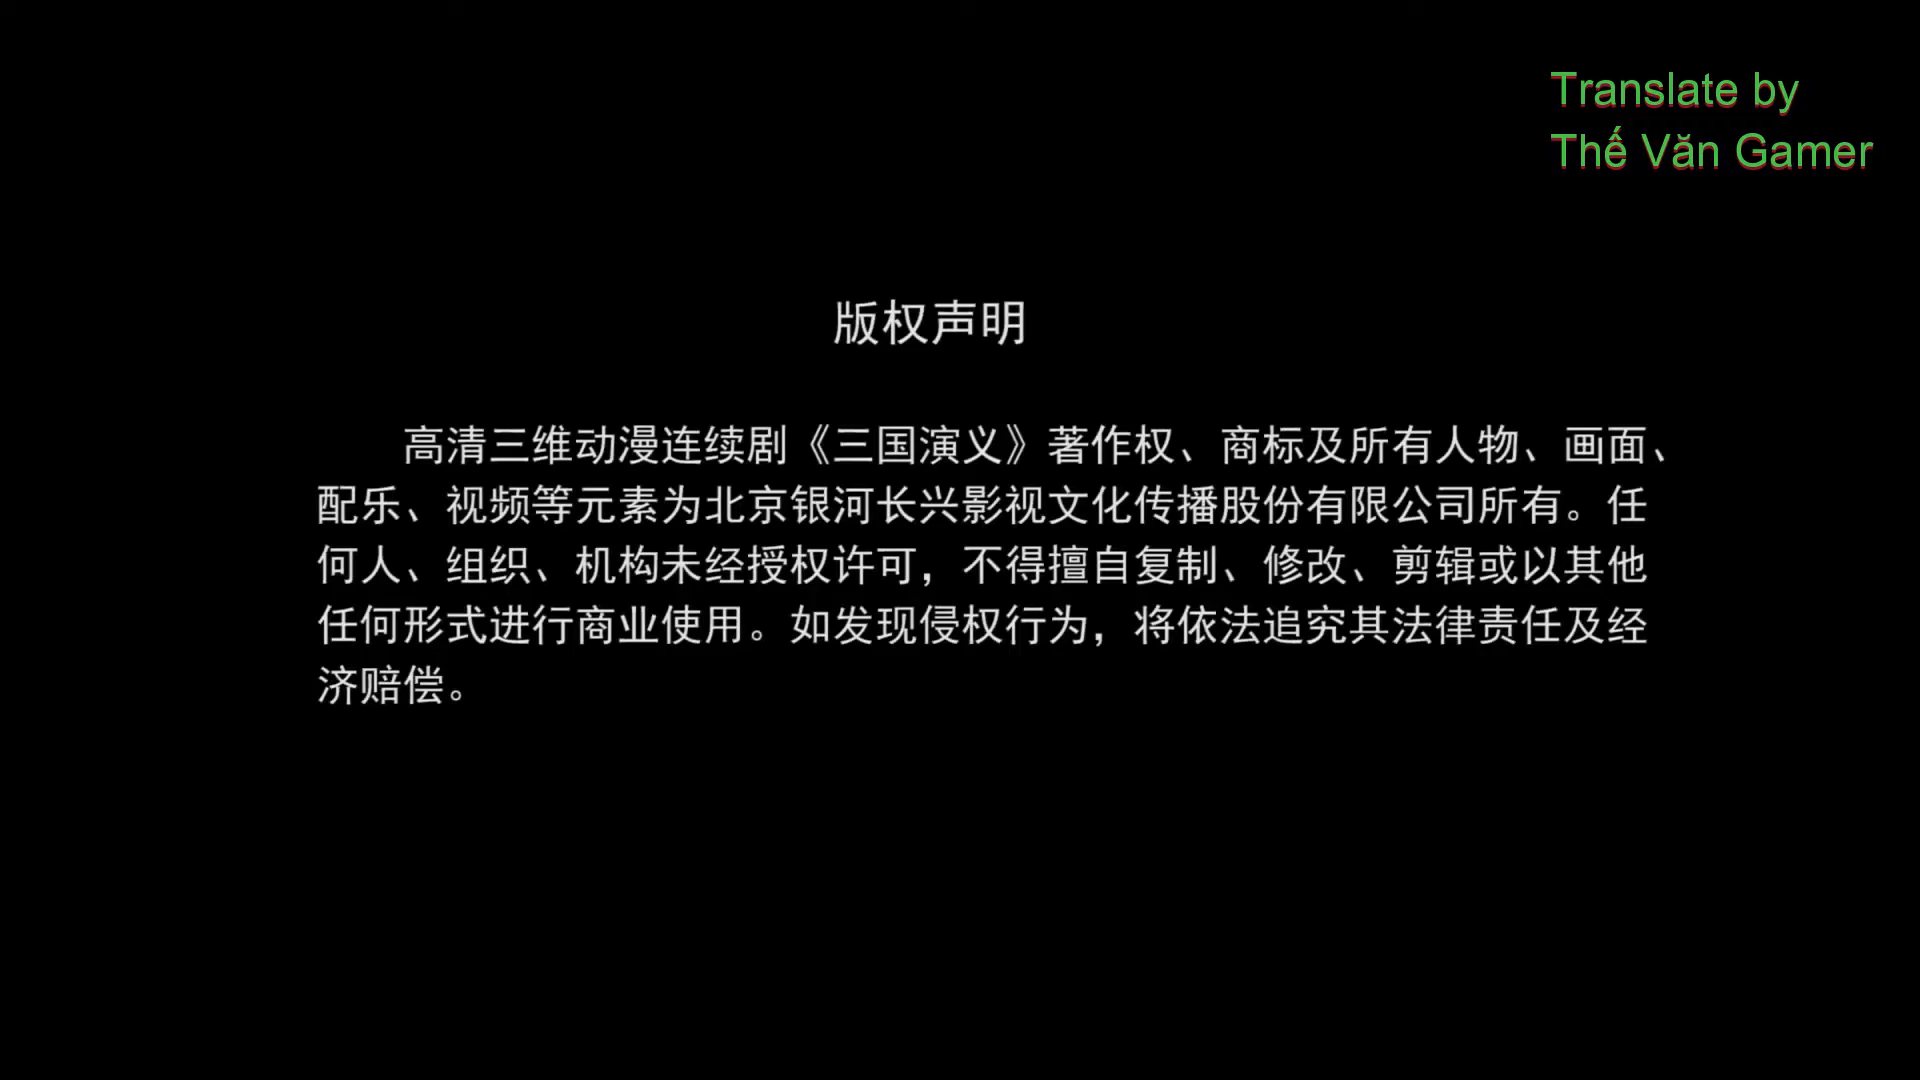 Translate by
Thế Văn Gamer
版权声明
高清三维动漫连续剧《三国演义》著作权、商标及所有人物、画面、
配乐、视频等元素为北京银河长兴影视文化传播股份有限公司所有。任
何人、组织、机构未经授权许可，不得擅自复制、修改、剪辑或以其他
任何形式进行商业使用。如发现侵权行为，将依法追究其法律责任及经
济赔偿。